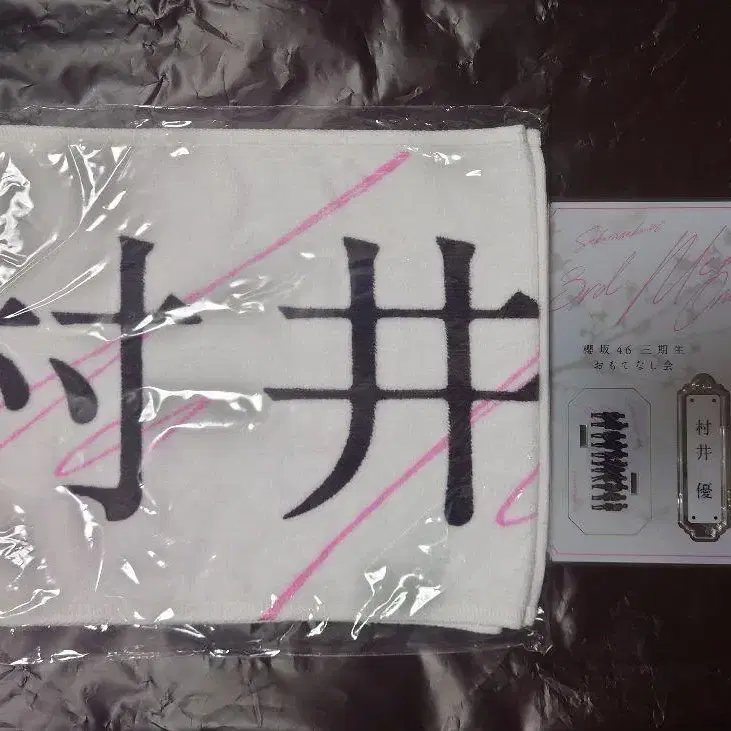 村井
Sakurazaka46
3rd
櫻坂46 三期生
おもてなし会
村井 優